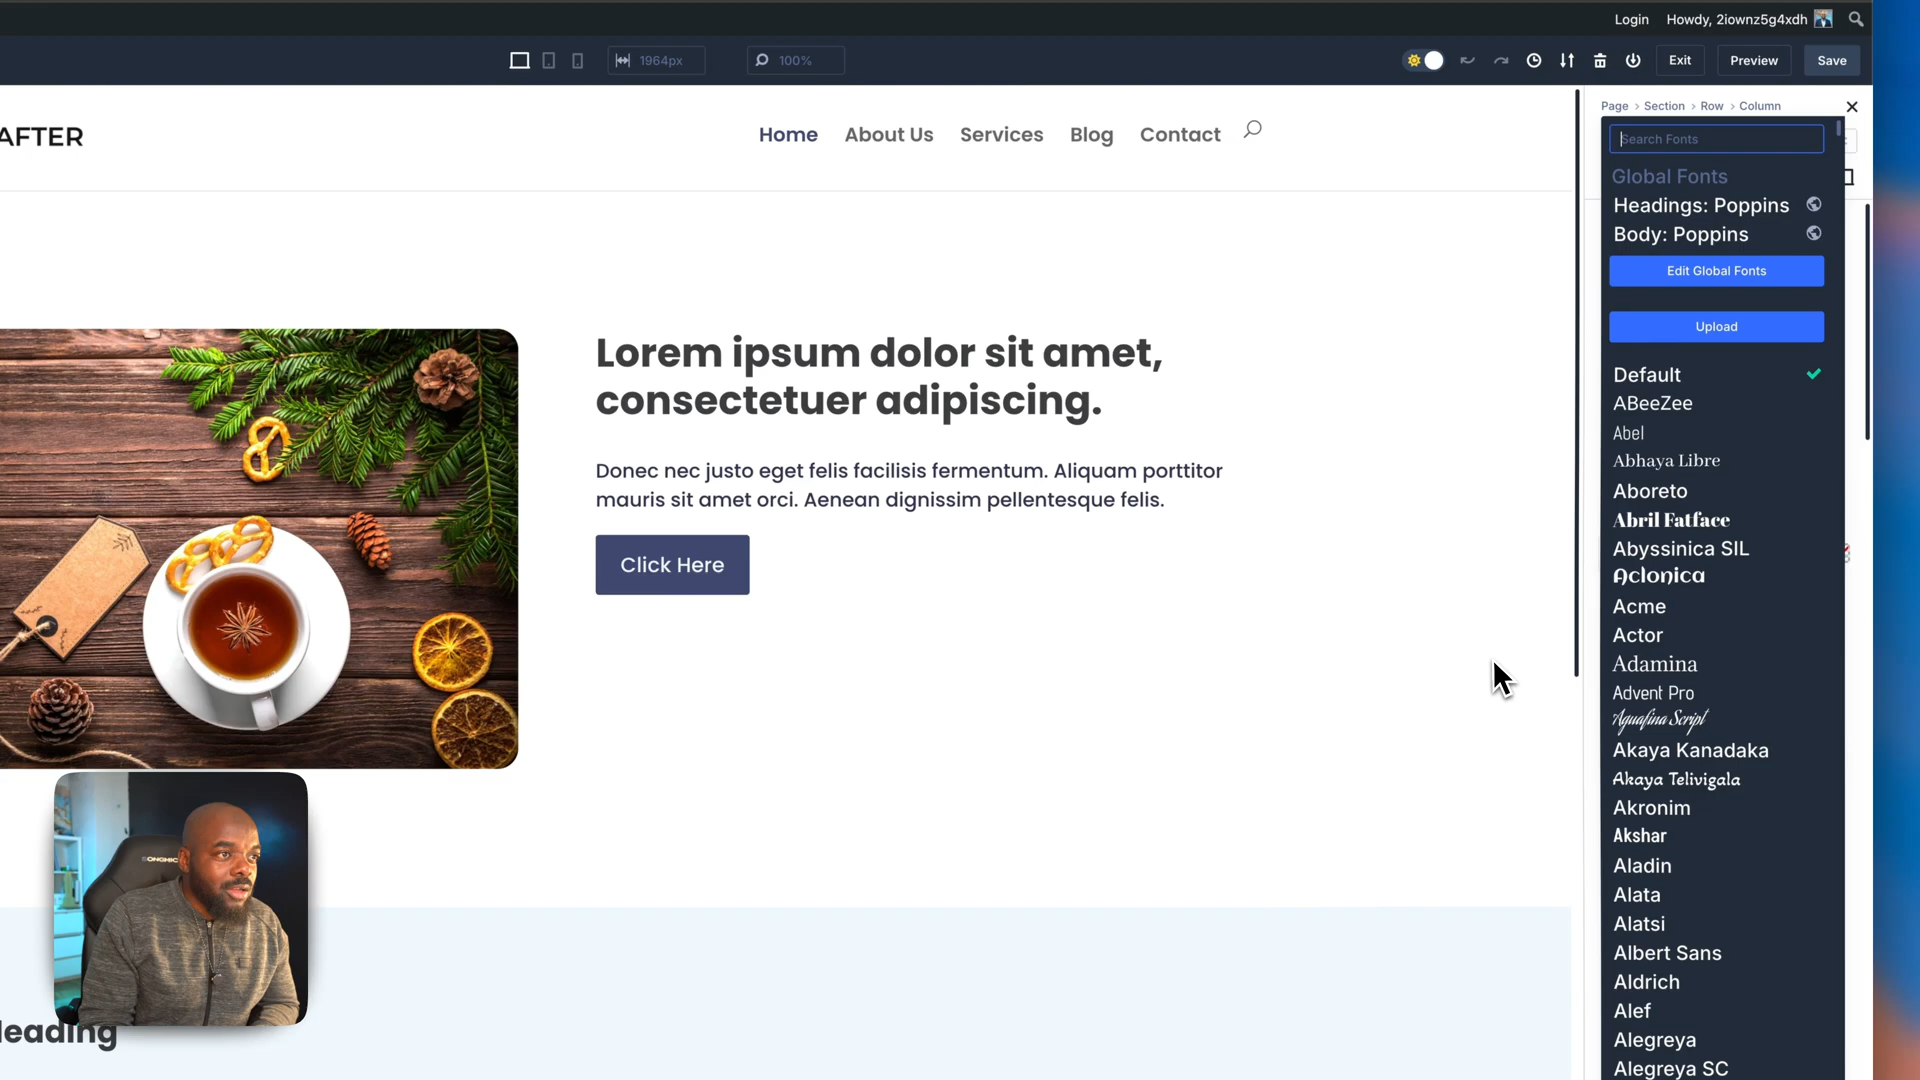 Login Howdy, 2iownz5g4xdh
1964px 100% Exit Preview Save
Page > Section > Row > Column
AFTER
Home About Us Services Blog Contact
Search Fonts
Global Fonts
Headings: Poppins
Body: Poppins
Edit Global Fonts
Upload
Default
ABeeZee
Abel
Abhaya Libre
Aboreto
Abril Fatface
Abyssinica SIL
Aclonica
Acme
Actor
Adamina
Advent Pro
Aguafina Script
Akaya Kanadaka
Akaya Telivigala
Akronim
Akshar
Aladin
Alata
Alatsi
Albert Sans
Aldrich
Alef
Alegreya
Alegreya SC
Lorem ipsum dolor sit amet,
consectetuer adipiscing.
Donec nec justo eget felis facilisis fermentum. Aliquam porttitor
mauris sit amet orci. Aenean dignissim pellentesque felis.
Click Here
eading